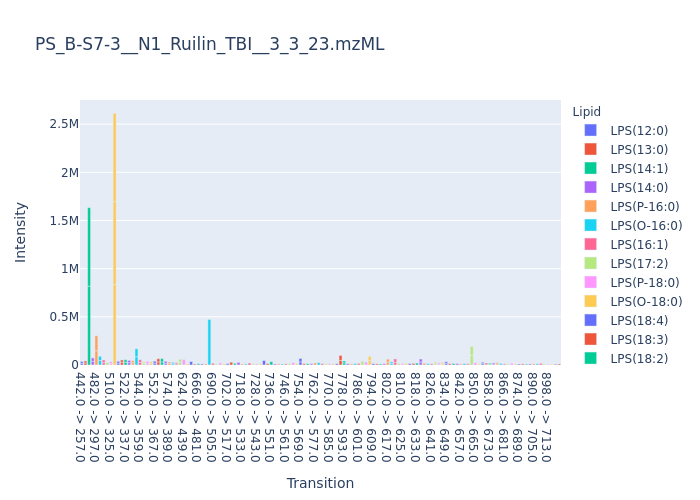 PS_B-S7-3__N1_Ruilin_TBI__3_3_23.mzML
Intensity
2.5M
2M
1.5M
1M
0.5M
0
442.0 -> 257.0
482.0 -> 297.0
510.0 -> 325.0
522.0 -> 337.0
544.0 -> 359.0
552.0 -> 367.0
574.0 -> 389.0
624.0 -> 439.0
666.0 -> 481.0
690.0 -> 505.0
702.0 -> 517.0
718.0 -> 533.0
728.0 -> 543.0
736.0 -> 551.0
746.0 -> 561.0
754.0 -> 569.0
762.0 -> 577.0
770.0 -> 585.0
778.0 -> 593.0
786.0 -> 601.0
794.0 -> 609.0
802.0 -> 617.0
810.0 -> 625.0
818.0 -> 633.0
826.0 -> 641.0
834.0 -> 649.0
842.0 -> 657.0
850.0 -> 665.0
858.0 -> 673.0
866.0 -> 681.0
874.0 -> 689.0
890.0 -> 705.0
898.0 -> 713.0
Transition
Lipid
LPS(12:0)
LPS(13:0)
LPS(14:1)
LPS(14:0)
LPS(P-16:0)
LPS(O-16:0)
LPS(16:1)
LPS(17:2)
LPS(P-18:0)
LPS(O-18:0)
LPS(18:4)
LPS(18:3)
LPS(18:2)